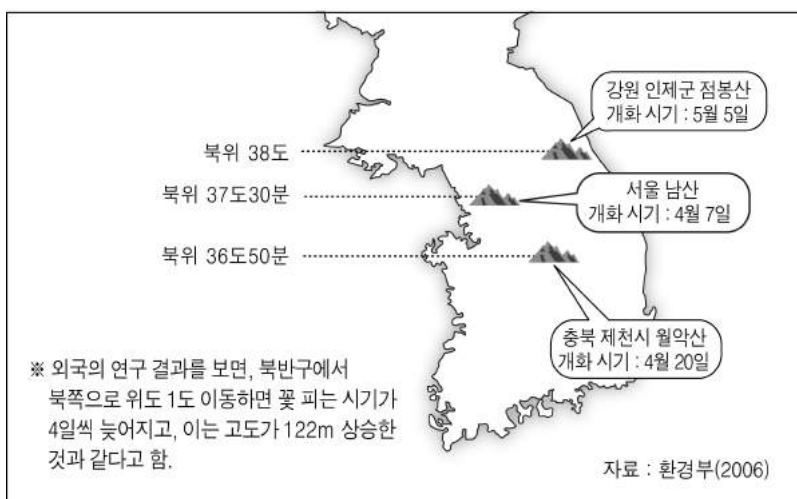 강원 인제군 점봉산
개화 시기 : 5월 5일
북위 38도
북위 37도30분
서울 남산
개화 시기 : 4월 7일
북위 36도50분
충북 제천시 월악산
개화 시기 : 4월 20일
※ 외국의 연구 결과를 보면, 북반구에서
북쪽으로 위도 1도 이동하면 꽃 피는 시기가
4일씩 늦어지고, 이는 고도가 122m 상승한
것과 같다고 함.
자료 : 환경부(2006)